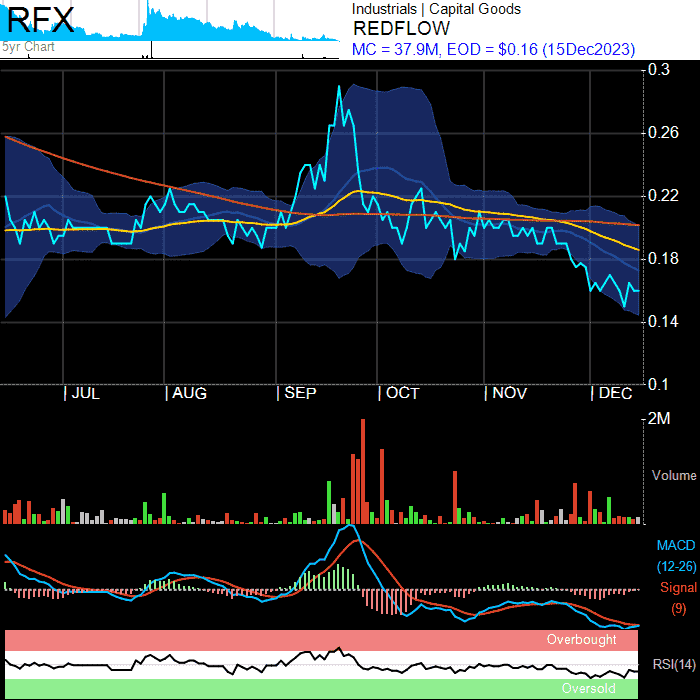 RFX
5yr Chart
Industrials | Capital Goods
REDFLOW
MC = 37.9M, EOD = $0.16 (15Dec2023)
0.3
0.26
0.22
0.18
0.14
0.1
| JUL | AUG | SEP | OCT | NOV | DEC
2M
Volume
MACD
(12-26)
Signal
(9)
Overbought
RSI(14)
Oversold